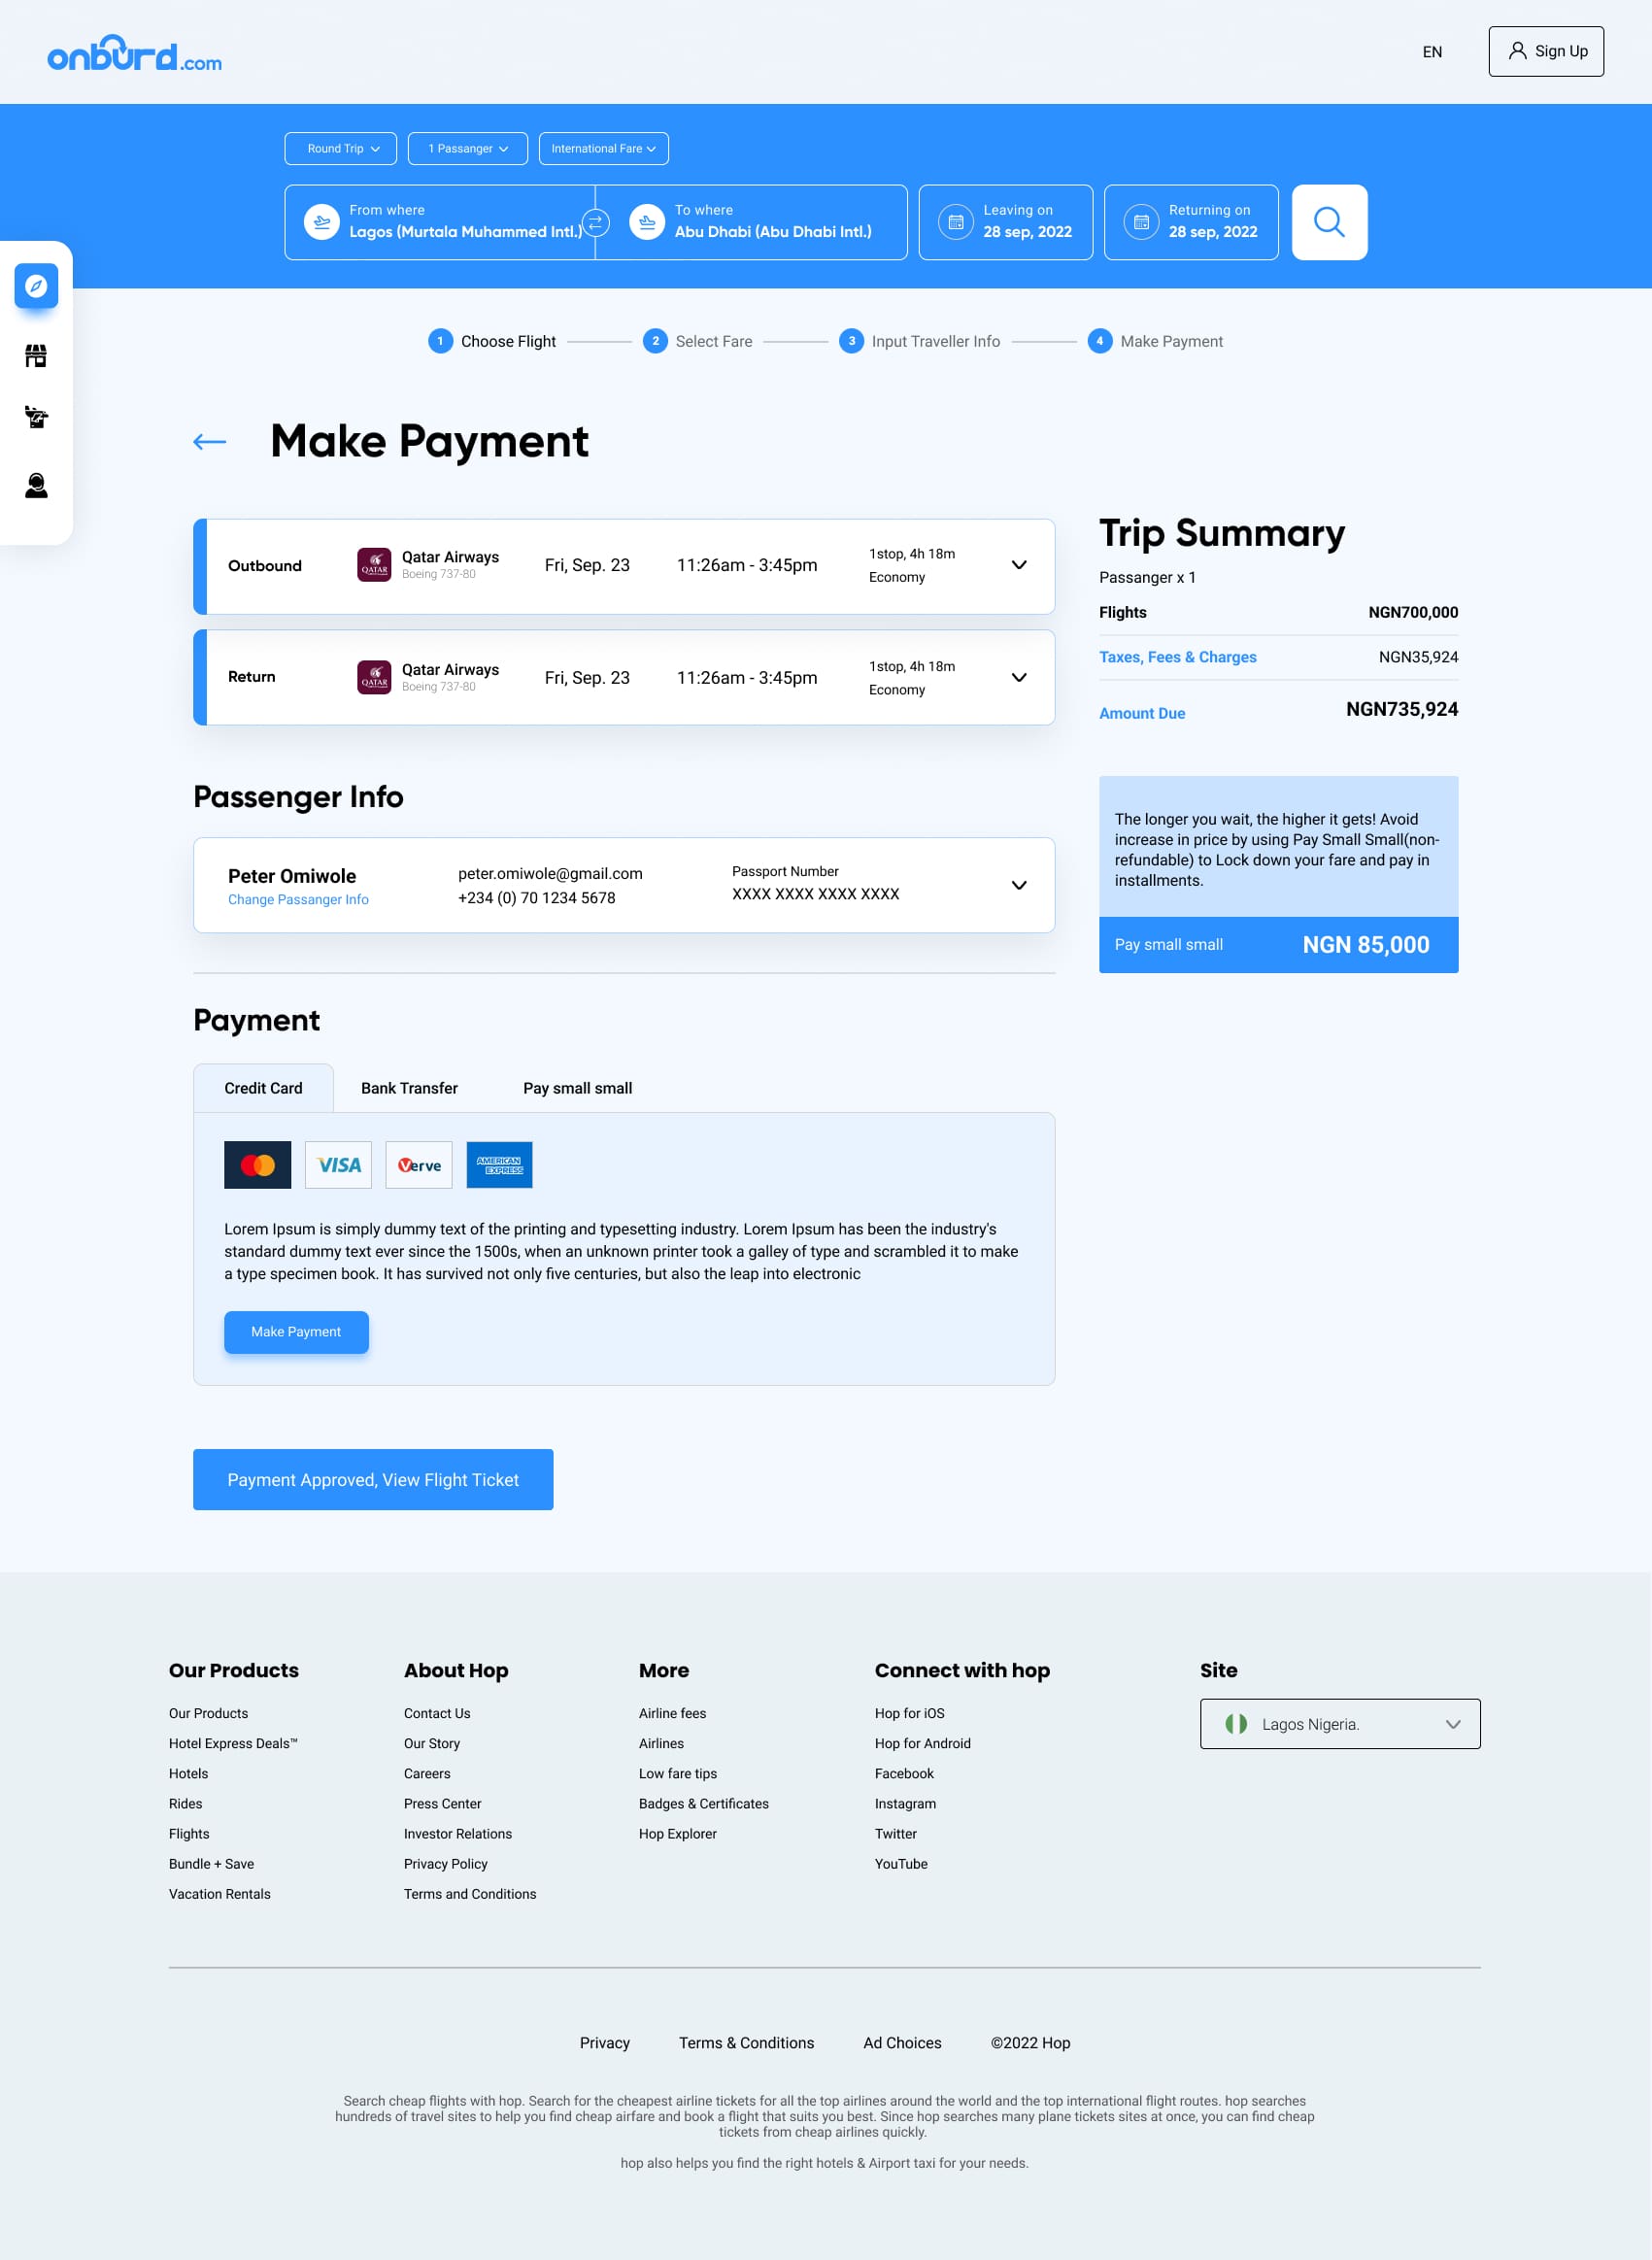 onburd.com
EN
Sign Up
Round Trip
1 Passanger
International Fare
From where
Lagos (Murtala Muhammed Intl.)
To where
Abu Dhabi (Abu Dhabi Intl.)
Leaving on
28 sep, 2022
Returning on
28 sep, 2022
1 Choose Flight
2 Select Fare
3 Input Traveller Info
4 Make Payment
Make Payment
Outbound
QATAR
Qatar Airways
Boeing 737-80
Fri, Sep. 23
11:26am - 3:45pm
1stop, 4h 18m
Economy
Return
QATAR
Qatar Airways
Boeing 737-80
Fri, Sep. 23
11:26am - 3:45pm
1stop, 4h 18m
Economy
Trip Summary
Passanger x 1
Flights NGN700,000
Taxes, Fees & Charges NGN35,924
Amount Due NGN735,924
The longer you wait, the higher it gets! Avoid
increase in price by using Pay Small Small(non-
refundable) to Lock down your fare and pay in
installments.
Pay small small NGN 85,000
Passenger Info
Peter Omiwole
Change Passanger Info
peter.omiwole@gmail.com
+234 (0) 70 1234 5678
Passport Number
XXXX XXXX XXXX XXXX
Payment
Credit Card
Bank Transfer
Pay small small
VISA
Verve
AMERICAN
EXPRESS
Lorem Ipsum is simply dummy text of the printing and typesetting industry. Lorem Ipsum has been the industry's
standard dummy text ever since the 1500s, when an unknown printer took a galley of type and scrambled it to make
a type specimen book. It has survived not only five centuries, but also the leap into electronic
Make Payment
Payment Approved, View Flight Ticket
Our Products
Our Products
Hotel Express Deals™
Hotels
Rides
Flights
Bundle + Save
Vacation Rentals
About Hop
Contact Us
Our Story
Careers
Press Center
Investor Relations
Privacy Policy
Terms and Conditions
More
Airline fees
Airlines
Low fare tips
Badges & Certificates
Hop Explorer
Connect with hop
Hop for iOS
Hop for Android
Facebook
Instagram
Twitter
YouTube
Site
Lagos Nigeria.
Privacy
Terms & Conditions
Ad Choices
©2022 Hop
Search cheap flights with hop. Search for the cheapest airline tickets for all the top airlines around the world and the top international flight routes. hop searches
hundreds of travel sites to help you find cheap airfare and book a flight that suits you best. Since hop searches many plane tickets sites at once, you can find cheap
tickets from cheap airlines quickly.
hop also helps you find the right hotels & Airport taxi for your needs.